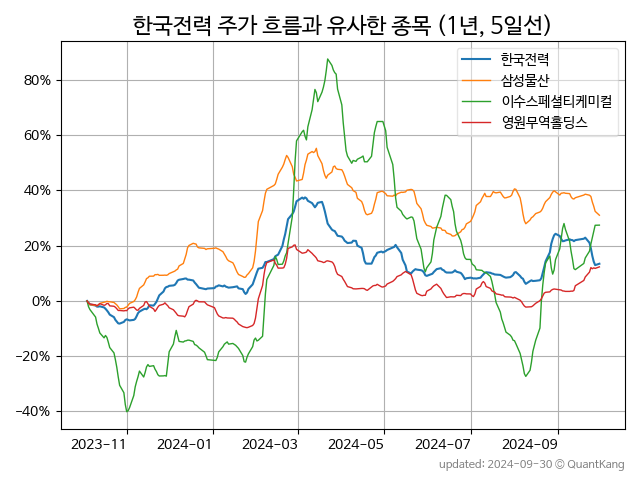 한국전력 주가 흐름과 유사한 종목 (1년, 5일선)
한국전력
삼성물산
이수스페셜티케미컬
영원무역홀딩스
80%
60%
40%
20%
0%
−20%
−40%
2023-11
2024-01
2024-03
2024-05
2024-07
2024-09
updated: 2024-09-30 © QuantKang